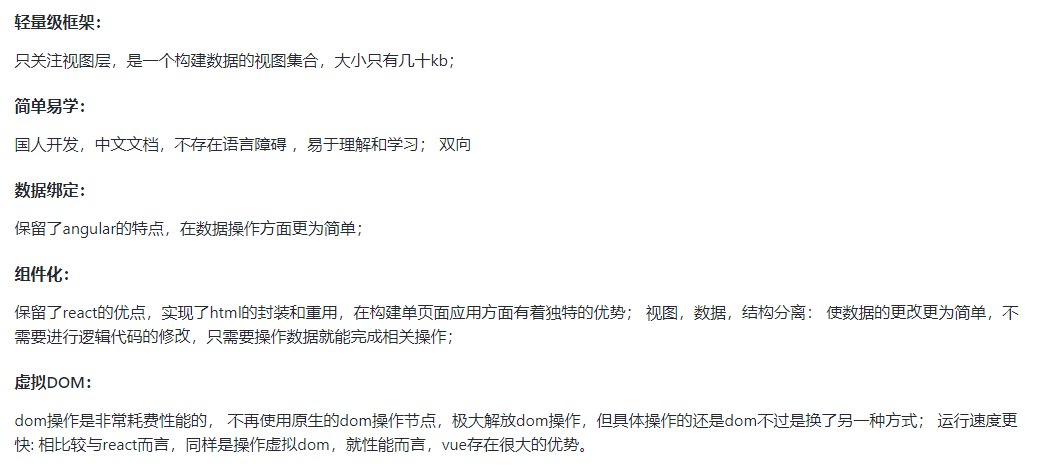 轻量级框架：
只关注视图层，是一个构建数据的视图集合，大小只有几十kb；
简单易学：
国人开发，中文文档，不存在语言障碍 ，易于理解和学习； 双向
数据绑定：
保留了angular的特点，在数据操作方面更为简单；
组件化：
保留了react的优点，实现了html的封装和重用，在构建单页面应用方面有着独特的优势； 视图，数据，结构分离： 使数据的更改更为简单，不
需要进行逻辑代码的修改，只需要操作数据就能完成相关操作；
虚拟DOM：
dom操作是非常耗费性能的， 不再使用原生的dom操作节点，极大解放dom操作，但具体操作的还是dom不过是换了另一种方式； 运行速度更
快: 相比较与react而言，同样是操作虚拟dom，就性能而言，vue存在很大的优势。